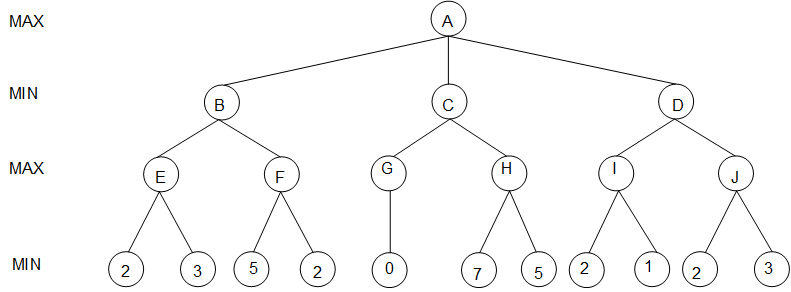 MAX A
MIN B C D
MAX E F G H I J
MIN 2 3 5 2 0 7 5 2 1 2 3